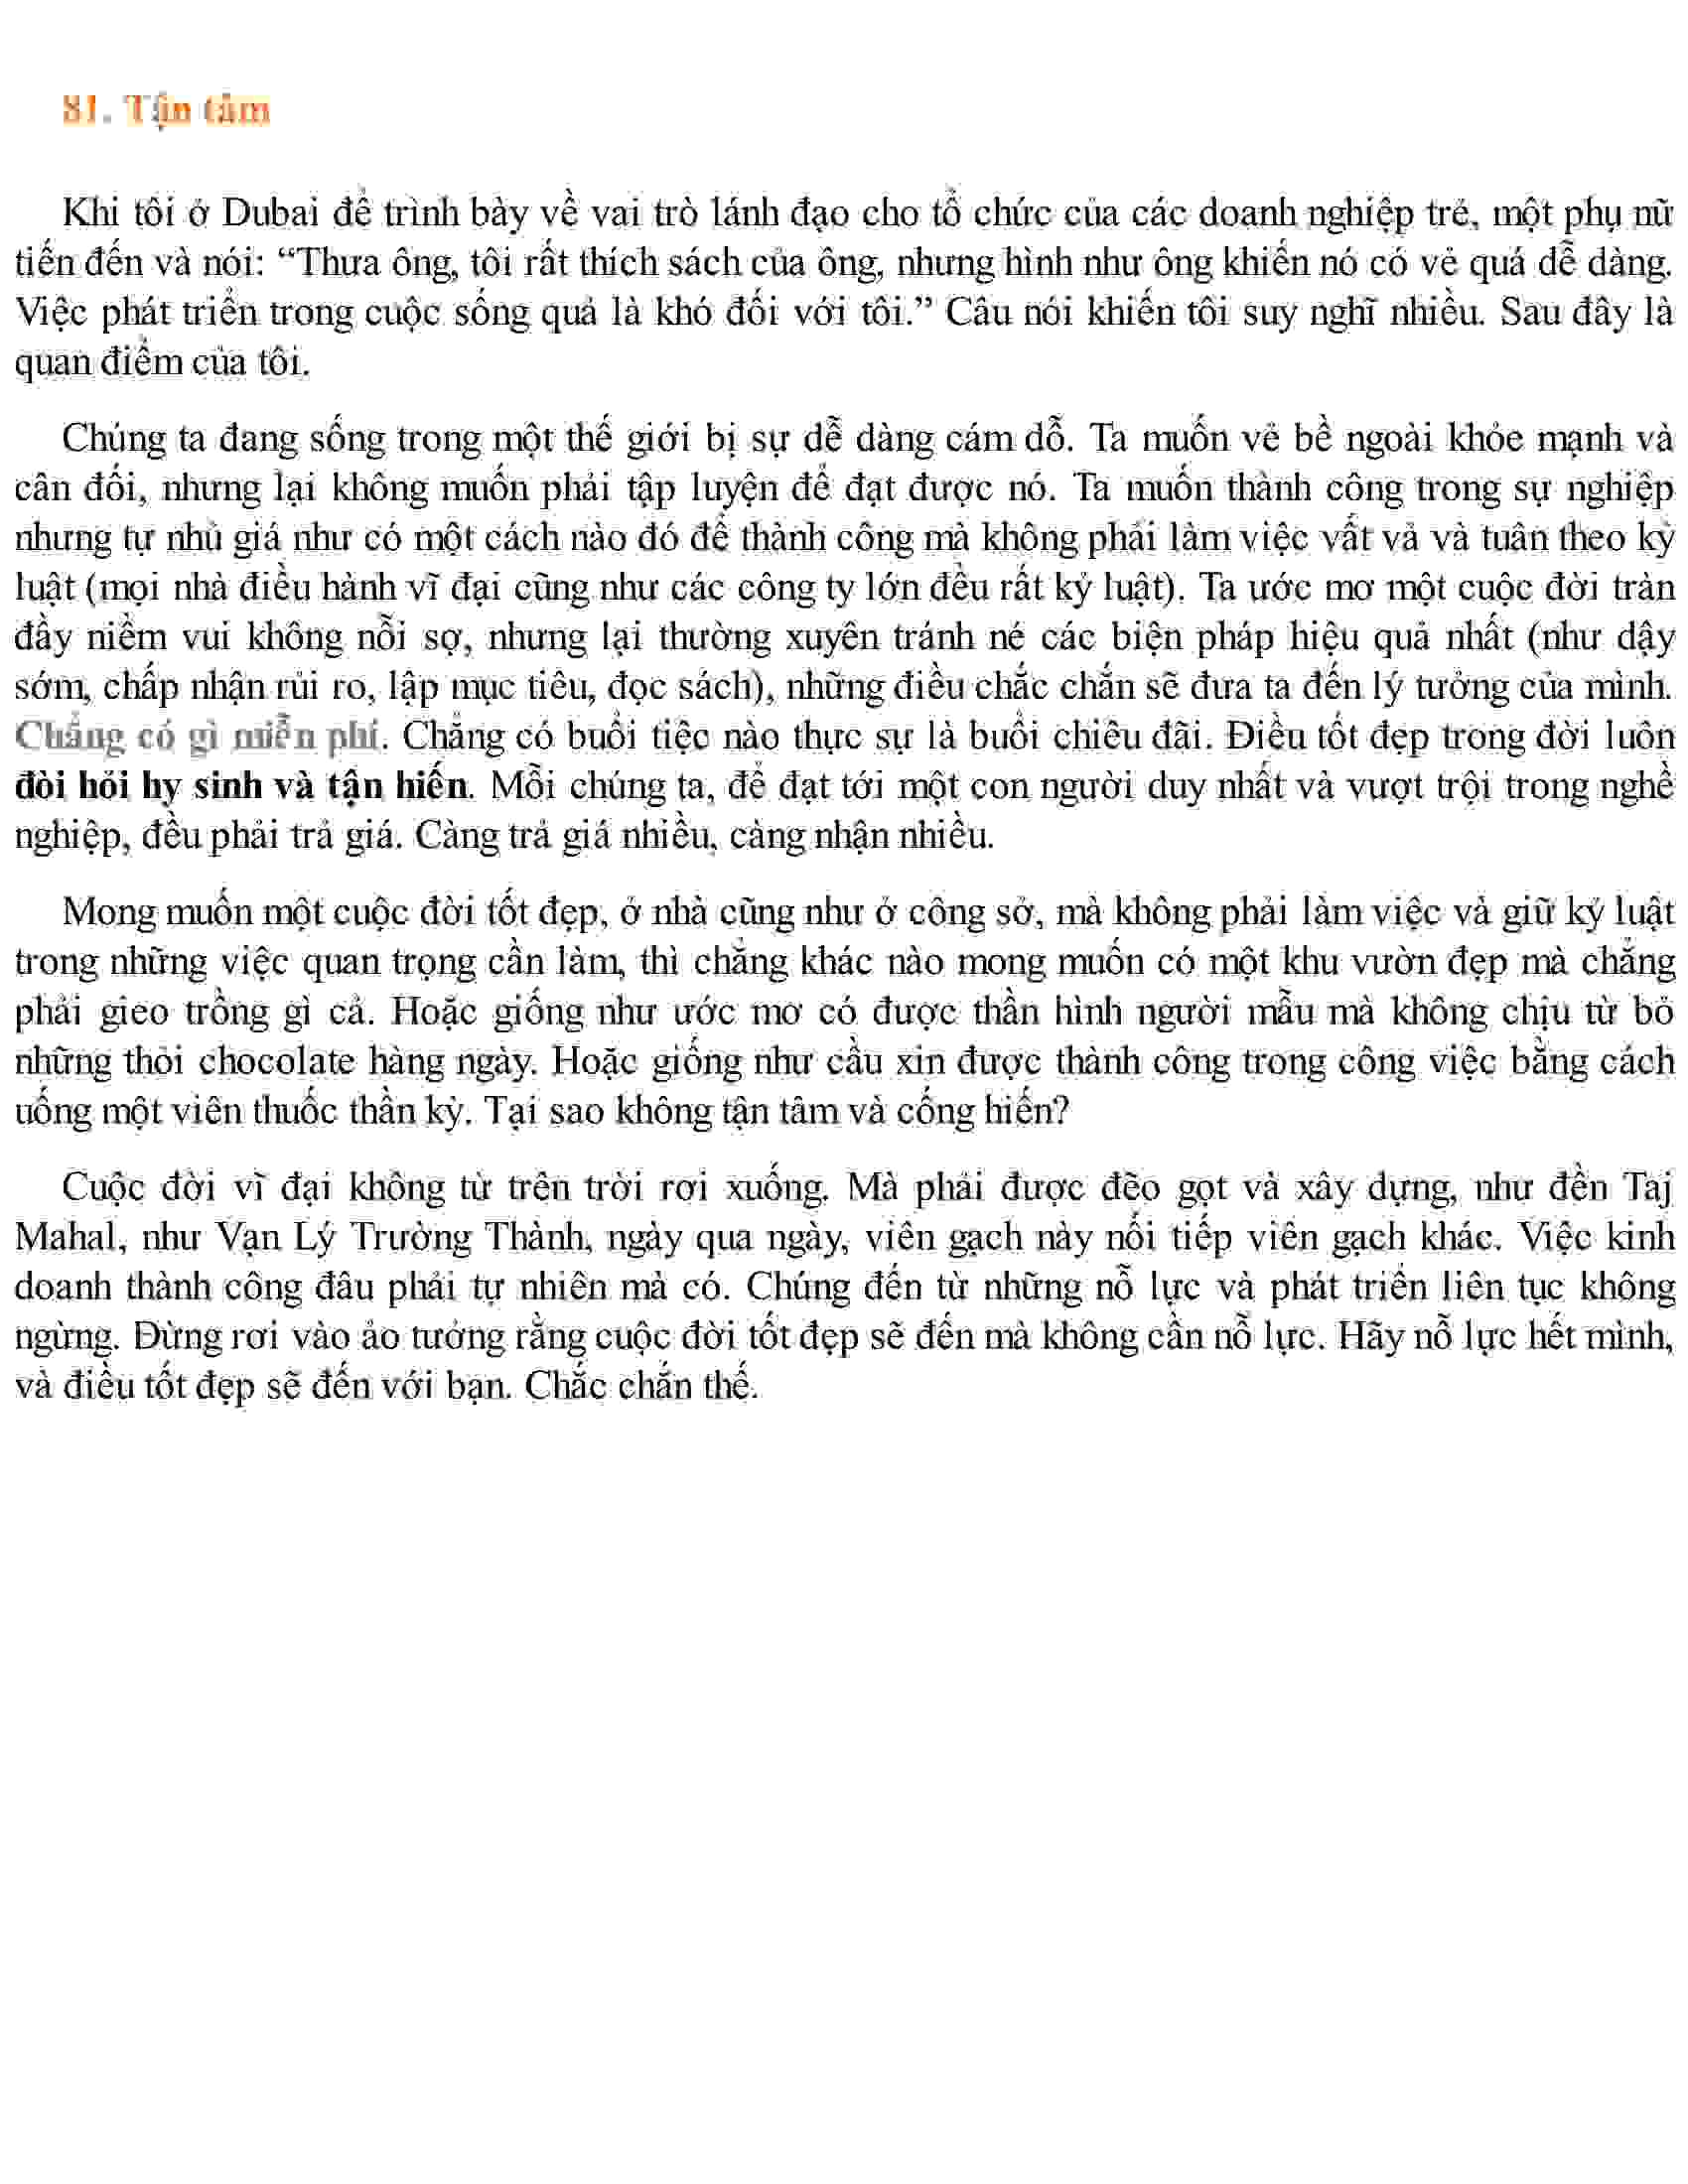 81. Tận tâm
Khi tôi ở Dubai để trình bày về vai trò lánh đạo cho tổ chức của các doanh nghiệp trẻ, một phụ nữ
tiến đến và nói: “Thưa ông, tôi rất thích sách của ông, nhưng hình như ông khiến nó có vẻ quá dễ dàng.
Việc phát triển trong cuộc sống quả là khó đối với tôi.” Câu nói khiến tôi suy nghĩ nhiều. Sau đây là
quan điểm của tôi.
Chúng ta đang sống trong một thế giới bị sự dễ dàng cám dỗ. Ta muốn vẻ bề ngoài khỏe mạnh và
cân đối, nhưng lại không muốn phải tập luyện để đạt được nó. Ta muốn thành công trong sự nghiệp
nhưng tự nhủ giá như có một cách nào đó để thành công mà không phải làm việc vất vả và tuân theo kỷ
luật (mọi nhà điều hành vĩ đại cũng như các công ty lớn đều rất kỷ luật). Ta ước mơ một cuộc đời tràn
đầy niềm vui không nỗi sợ, nhưng lại thường xuyên tránh né các biện pháp hiệu quả nhất (như dậy
sớm, chấp nhận rủi ro, lập mục tiêu, đọc sách), những điều chắc chắn sẽ đưa ta đến lý tưởng của mình.
Chẳng có gì miễn phí. Chẳng có buổi tiệc nào thực sự là buổi chiêu đãi. Điều tốt đẹp trong đời luôn
đòi hỏi hy sinh và tận hiến. Mỗi chúng ta, để đạt tới một con người duy nhất và vượt trội trong nghề
nghiệp, đều phải trả giá. Càng trả giá nhiều, càng nhận nhiều.
Mong muốn một cuộc đời tốt đẹp, ở nhà cũng như ở công sở, mà không phải làm việc và giữ kỷ luật
trong những việc quan trọng cần làm, thì chẳng khác nào mong muốn có một khu vườn đẹp mà chẳng
phải gieo trồng gì cả. Hoặc giống như ước mơ có được thần hình người mẫu mà không chịu từ bỏ
những thỏi chocolate hàng ngày. Hoặc giống như cầu xin được thành công trong công việc bằng cách
uống một viên thuốc thần kỳ. Tại sao không tận tâm và cống hiến?
Cuộc đời vĩ đại không từ trên trời rơi xuống. Mà phải được đẽo gọt và xây dựng, như đền Taj
Mahal, như Vạn Lý Trường Thành, ngày qua ngày, viên gạch này nối tiếp viên gạch khác. Việc kinh
doanh thành công đâu phải tự nhiên mà có. Chúng đến từ những nỗ lực và phát triển liên tục không
ngừng. Đừng rơi vào ảo tưởng rằng cuộc đời tốt đẹp sẽ đến mà không cần nỗ lực. Hãy nỗ lực hết mình,
và điều tốt đẹp sẽ đến với bạn. Chắc chắn thế.